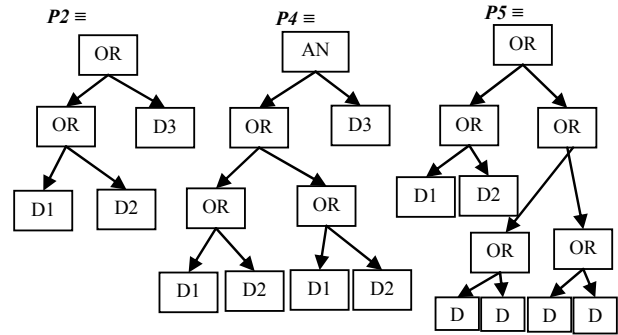 P2 ≡ P4 ≡ P5 ≡
OR AN OR
OR D3 OR D3 OR OR
D1 D2 OR OR D1 D2 OR OR
D1 D2 D1 D2 D D D D